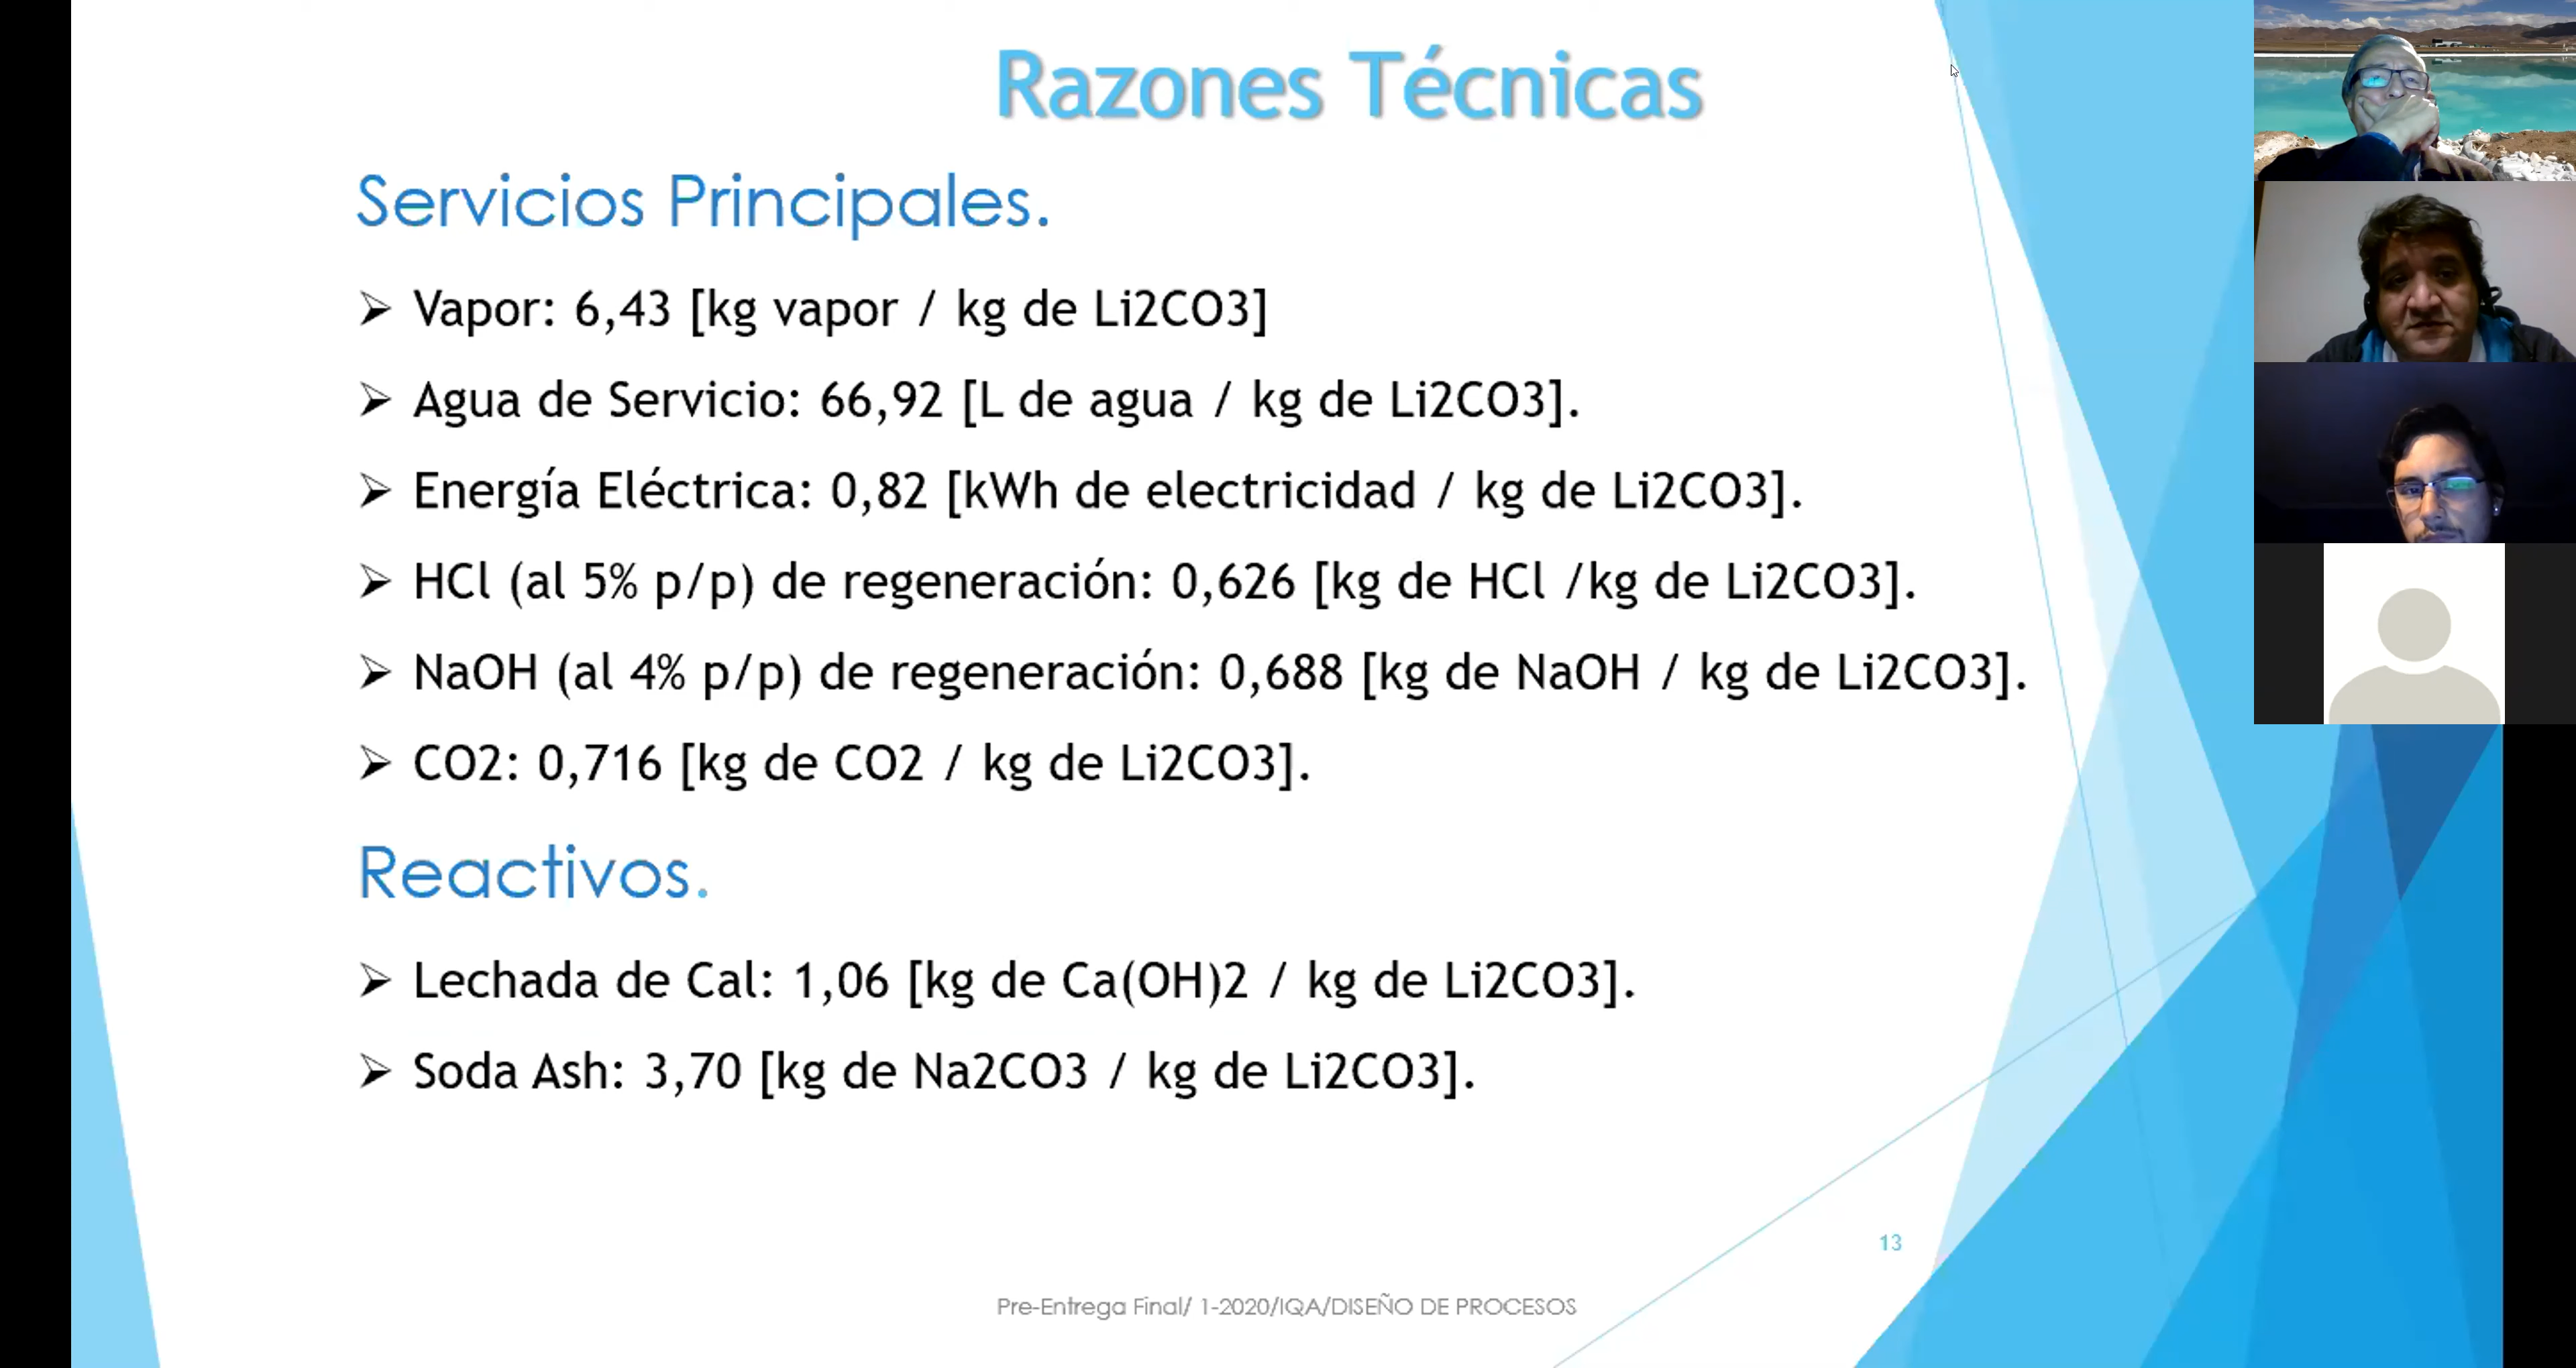 Razones Técnicas
Servicios Principales.
Vapor: 6,43 [kg vapor / kg de Li2CO3]
Agua de Servicio: 66,92 [L de agua / kg de Li2CO3].
Energía Eléctrica: 0,82 [kWh de electricidad / kg de Li2CO3].
HCl (al 5% p/p) de regeneración: 0,626 [kg de HCl /kg de Li2CO3].
NaOH (al 4% p/p) de regeneración: 0,688 [kg de NaOH / kg de Li2CO3].
CO2: 0,716 [kg de CO2 / kg de Li2CO3].
Reactivos.
Lechada de Cal: 1,06 [kg de Ca(OH)2 / kg de Li2CO3].
Soda Ash: 3,70 [kg de Na2CO3 / kg de Li2CO3].
13
Pre-Entrega Final/ 1-2020/IQA/DISEÑO DE PROCESOS